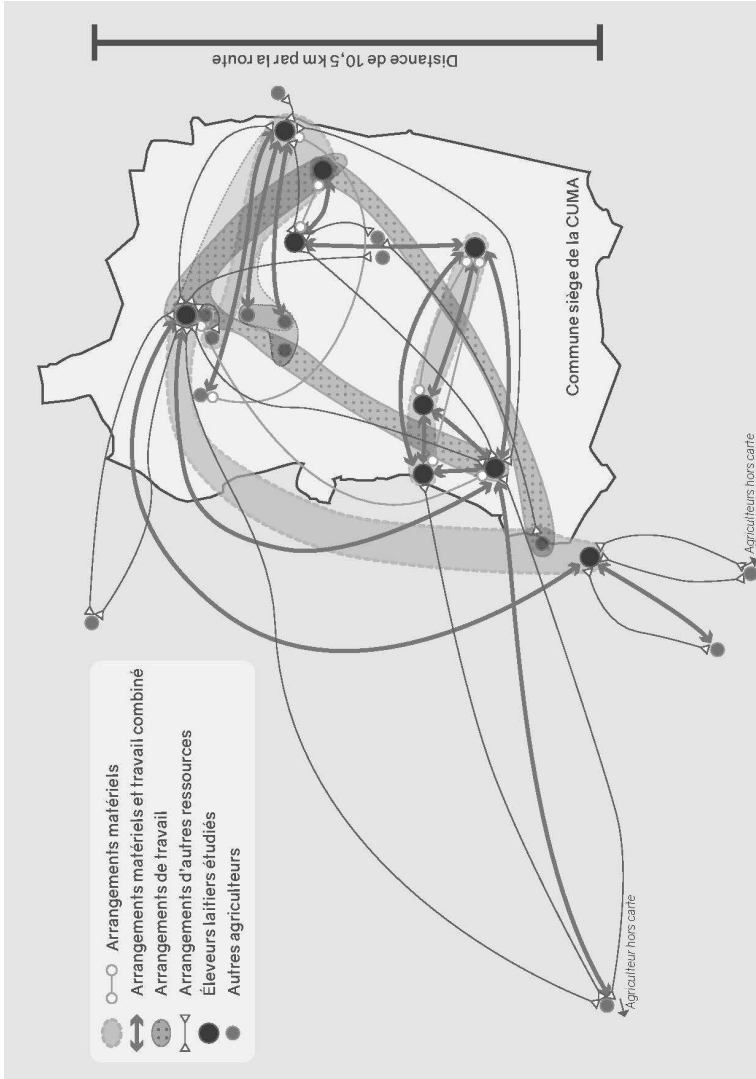 Distance de 10,5 km par la route
Commune siège de la CUMA
Arrangements matériels
Arrangements matériels et travail combiné
Arrangements de travail
Arrangements d'autres ressources
Éleveurs laitiers étudiés
Autres agriculteurs
Agriculteur hors carte
Agriculteurs hors carte